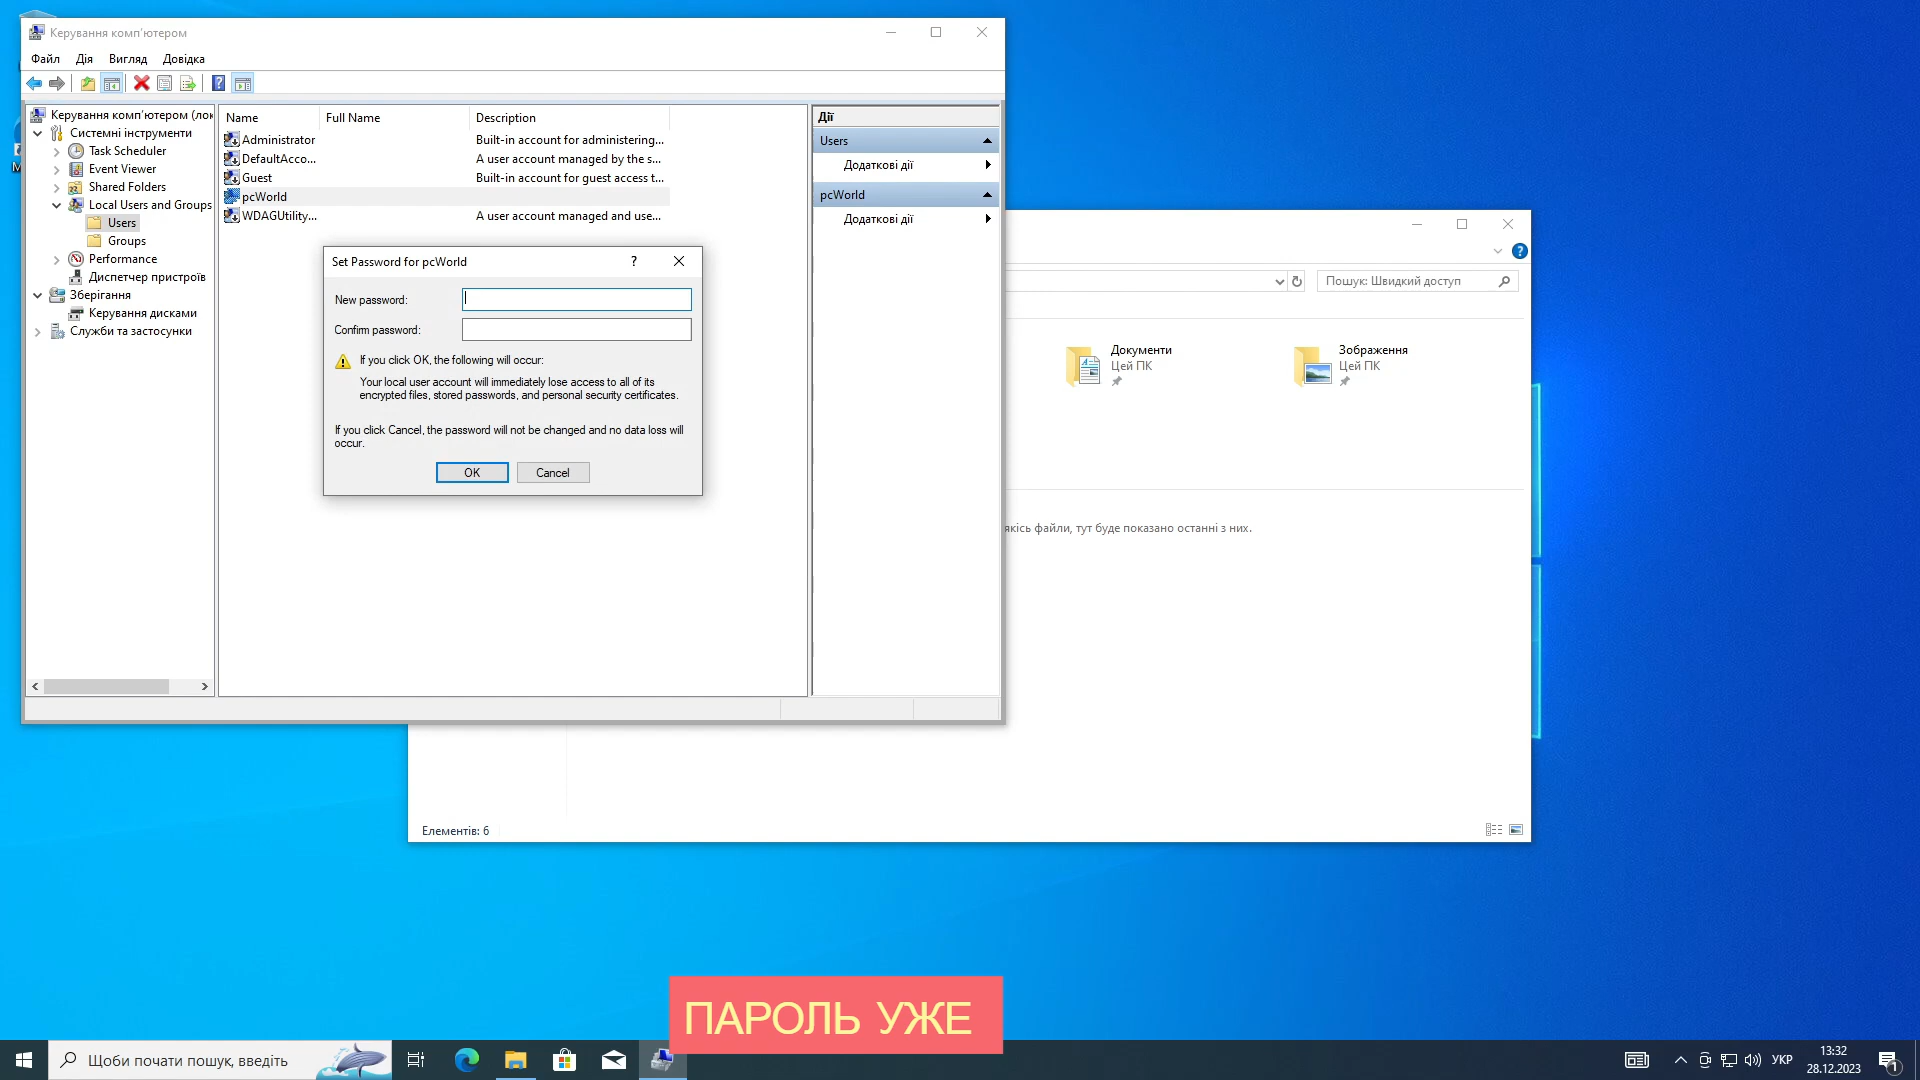 Керування комп'ютером
Файл Дія Вигляд Довідка
Керування комп'ютером (лок
Системні інструменти
Task Scheduler
Event Viewer
Shared Folders
Local Users and Groups
Users
Groups
Performance
Диспетчер пристроїв
Зберігання
Керування дисками
Служби та застосунки
Name Full Name Description
Administrator Built-in account for administering...
DefaultAcco... A user account managed by the s...
Guest Built-in account for guest access t...
pcWorld
WDAGUtility... A user account managed and use...
Дії
Users
Додаткові дії
pcWorld
Додаткові дії
Set Password for pcWorld
New password:
Confirm password:
If you click OK, the following will occur:
Your local user account will immediately lose access to all of its
encrypted files, stored passwords, and personal security certificates.
If you click Cancel, the password will not be changed and no data loss will
occur.
OK Cancel
Пошук: Швидкий доступ
Документи
Цей ПК
Зображення
Цей ПК
якісь файли, тут буде показано останні з них.
Елементів: 6
ПАРОЛЬ УЖЕ
Щоби почати пошук, введіть
УКР
13:32
28.12.2023
1